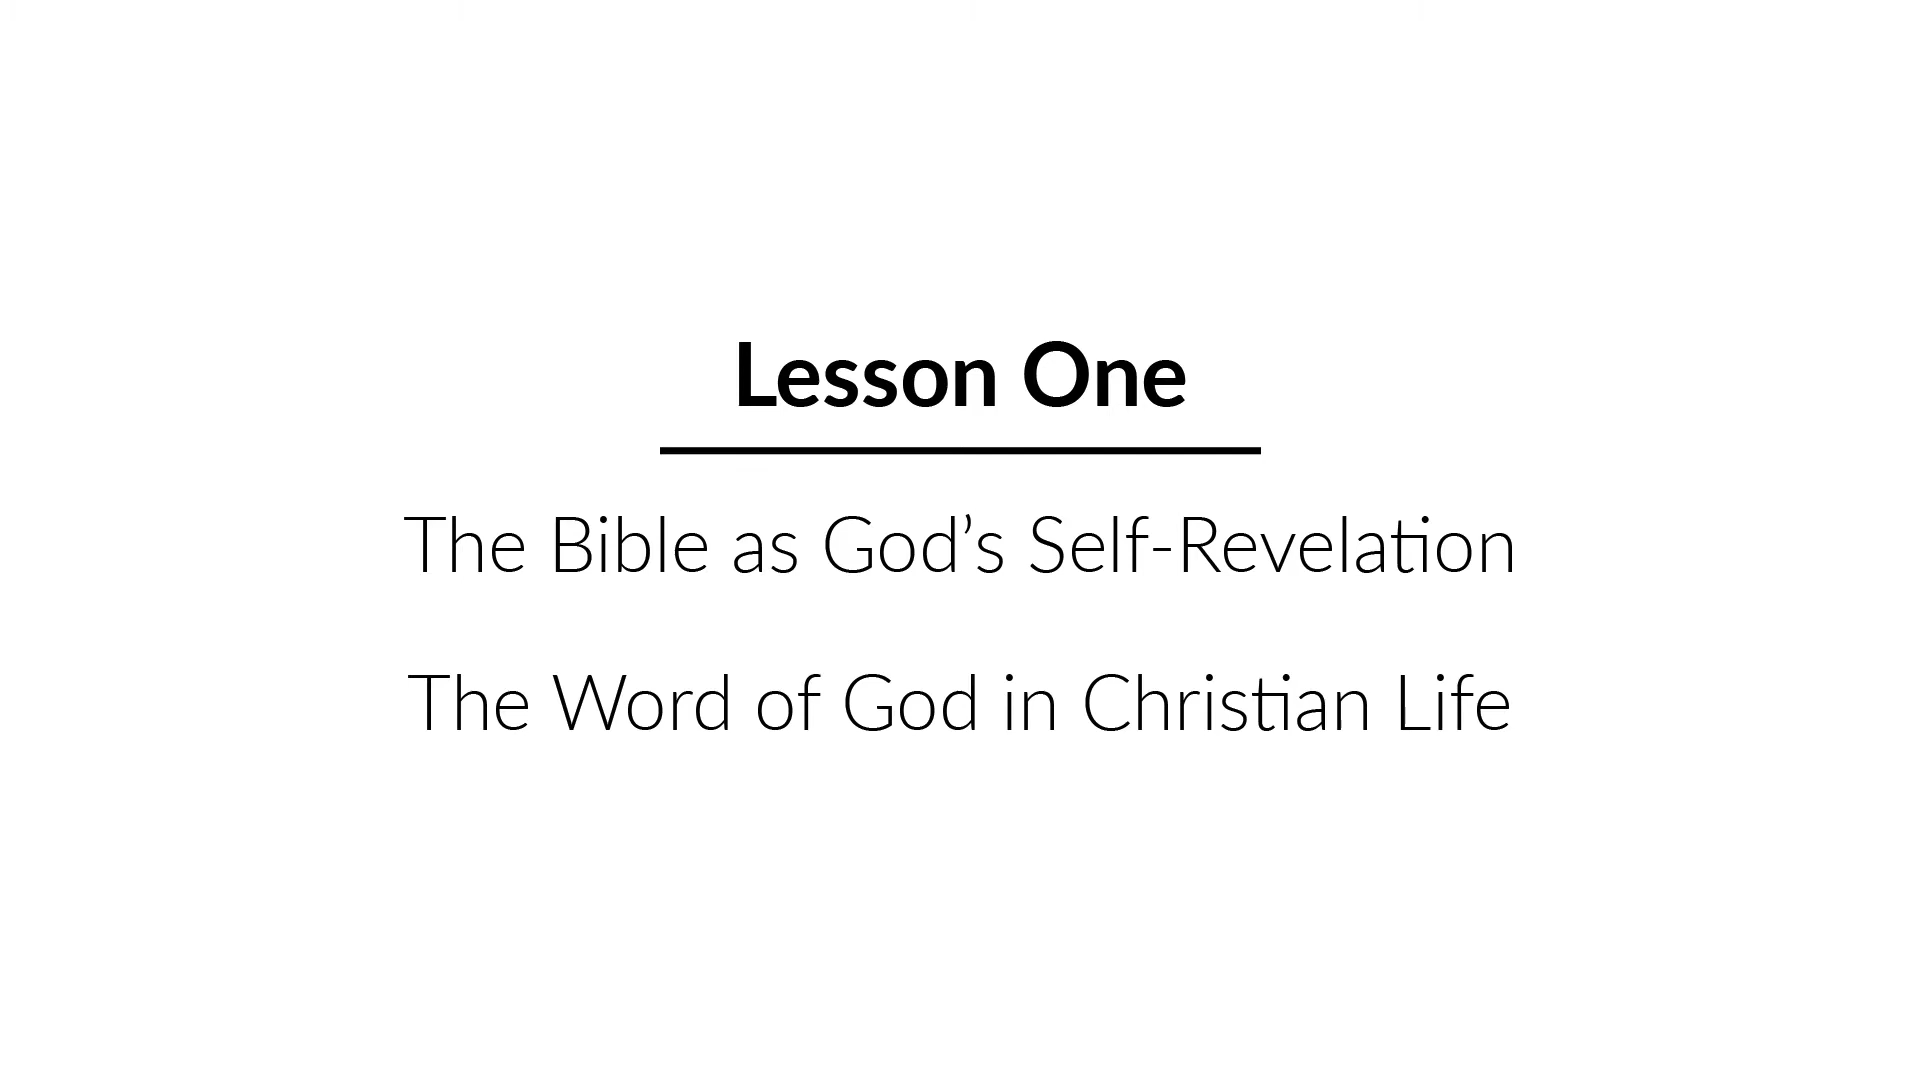 Lesson One
The Bible as God’s Self-Revelation
The Word of God in Christian Life